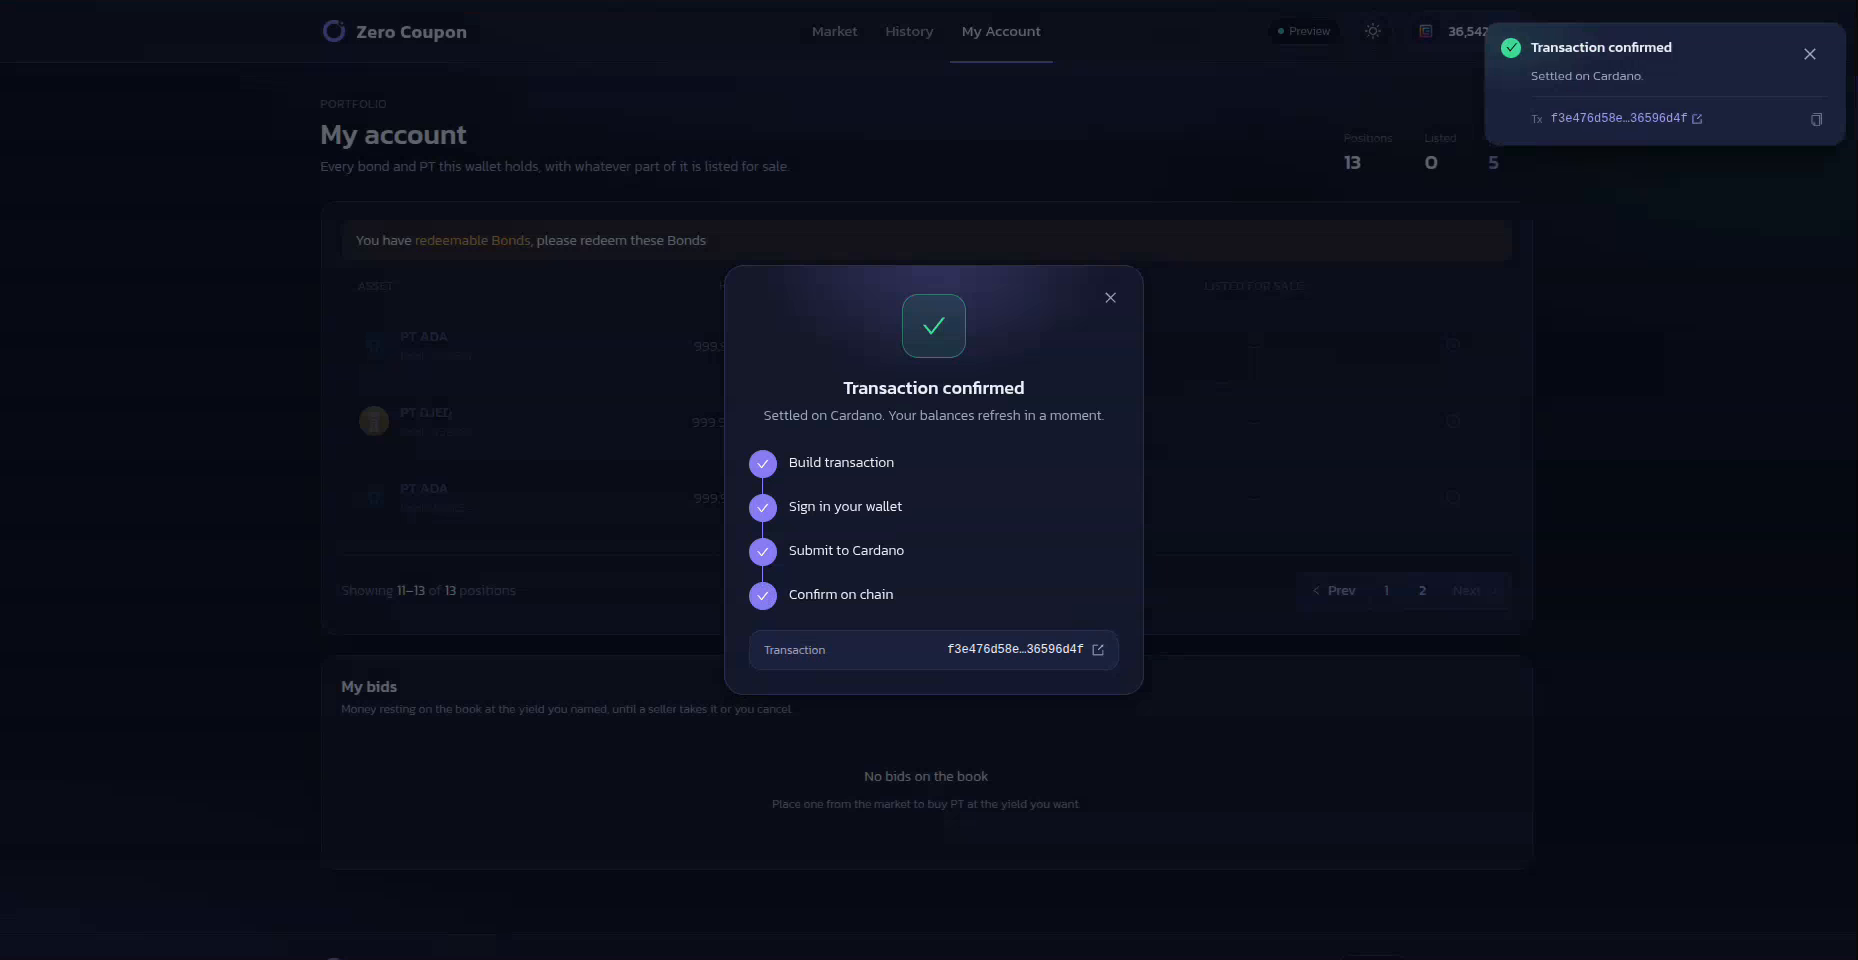 Zero Coupon
Market
History
My Account
Preview
36,542
Transaction confirmed
Settled on Cardano.
Tx f3e476d58e…36596d4f
PORTFOLIO
My account
Every bond and PT this wallet holds, with whatever part of it is listed for sale.
Positions
Listed
13
0
5
You have redeemable Bonds, please redeem these Bonds
ASSET
LISTED FOR SALE
PT ADA
PT DJED
PT ADA
Transaction confirmed
Settled on Cardano. Your balances refresh in a moment.
Build transaction
Sign in your wallet
Submit to Cardano
Confirm on chain
Transaction f3e476d58e…36596d4f
Showing 11–13 of 13 positions
Prev 1 2 Next
My bids
Money resting on the book at the yield you named, until a seller takes it or you cancel.
No bids on the book
Place one from the market to buy PT at the yield you want.